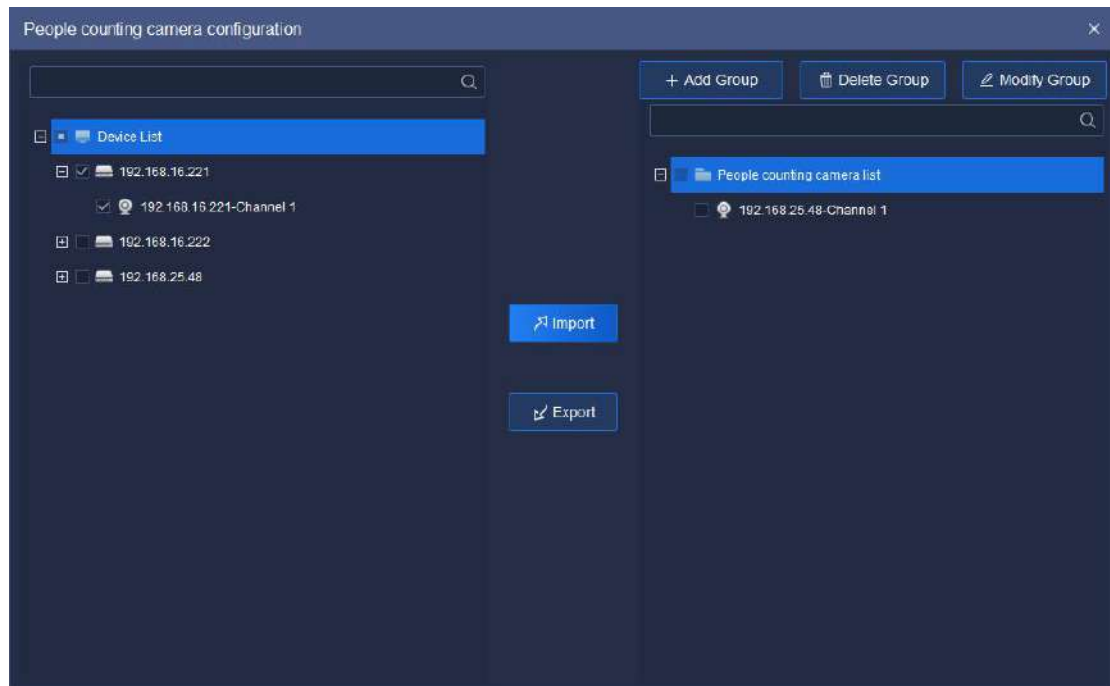 People counting camera configuration
+ Add Group
Delete Group
Modify Group
Device List
192.168.16.221
192.168.16.221-Channel 1
192.168.16.222
192.168.25.48
Import
Export
People counting camera list
192.168.25.48-Channel 1